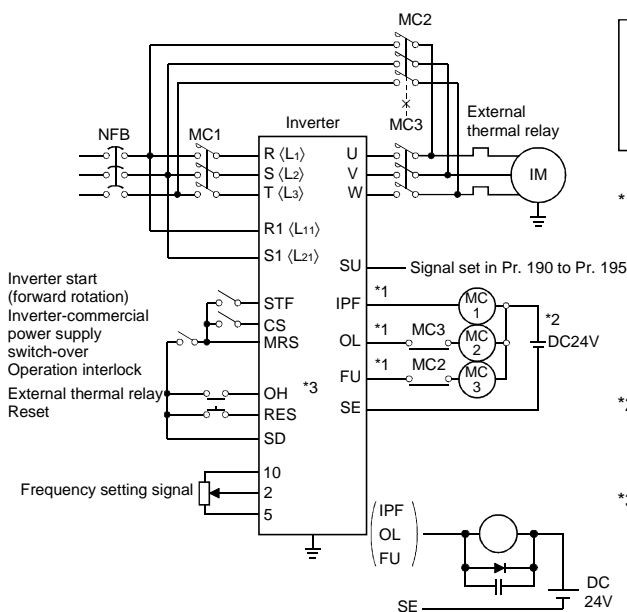 MC2
NFB
MC1
Inverter
MC3
External
thermal relay
R ⟨L1⟩
S ⟨L2⟩
T ⟨L3⟩
U
V
W
IM
R1 ⟨L11⟩
S1 ⟨L21⟩
SU
Signal set in Pr. 190 to Pr. 195
Inverter start
(forward rotation)
Inverter-commercial
power supply
switch-over
Operation interlock
External thermal relay
Reset
STF
CS
MRS
OH
*3
RES
SD
IPF
*1
MC
1
OL
*1
MC3
MC
2
FU
*1
MC2
MC
3
SE
*2
DC24V
Frequency setting signal
10
2
5
(IPF
OL
FU)
SE
DC
24V
*
*2
*3